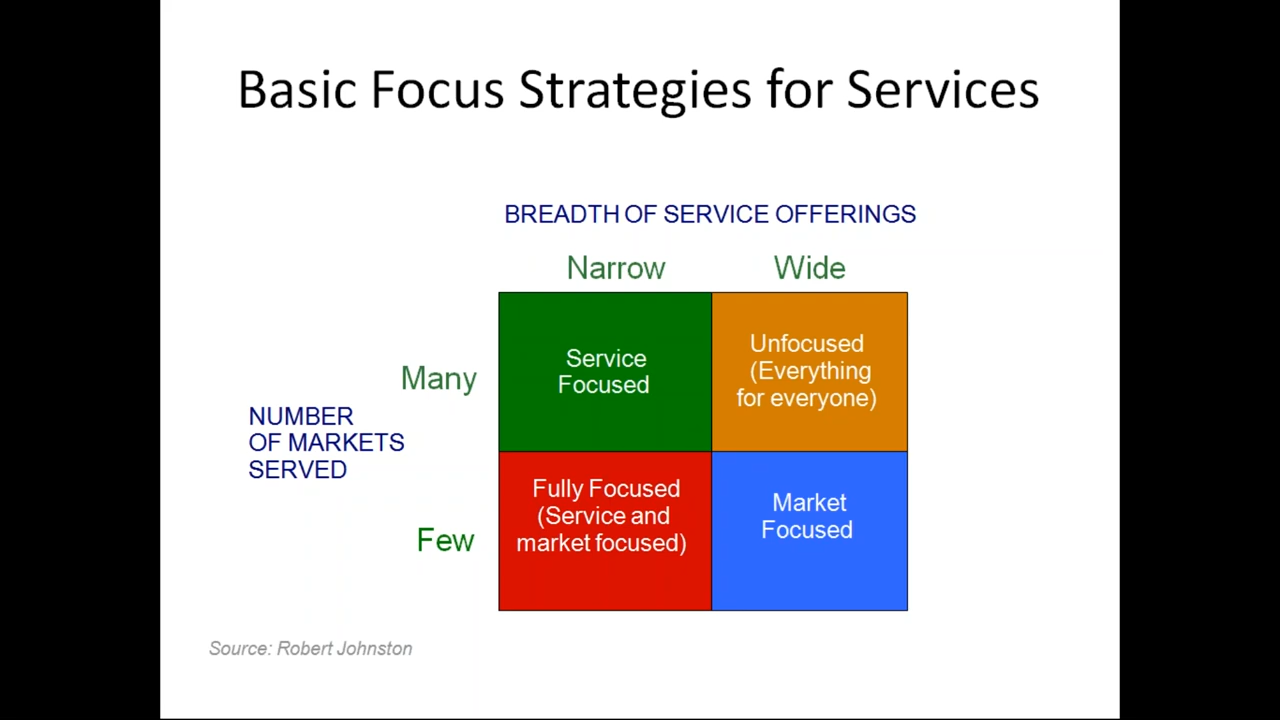 Basic Focus Strategies for Services
BREADTH OF SERVICE OFFERINGS
Narrow
Wide
Many
Service
Focused
Unfocused
(Everything
for everyone)
NUMBER
OF MARKETS
SERVED
Few
Fully Focused
(Service and
market focused)
Market
Focused
Source: Robert Johnston